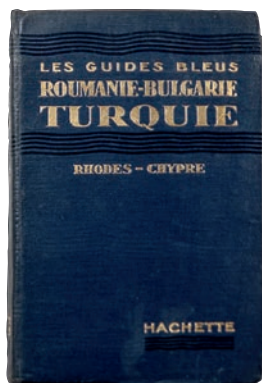 LES GUIDES BLEUS
ROUMANIE-BULGARIE
TURQUIE
RHODES - CHYPRE
HACHETTE